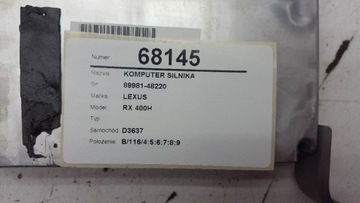 Numer: 68145
Nazwa: KOMPUTER SILNIKA
Sn: 89981-48220
Marka: LEXUS
Model: RX 400H
Typ:
Samochód: D3637
Położenie: B/116/4:5:6:7:8:9